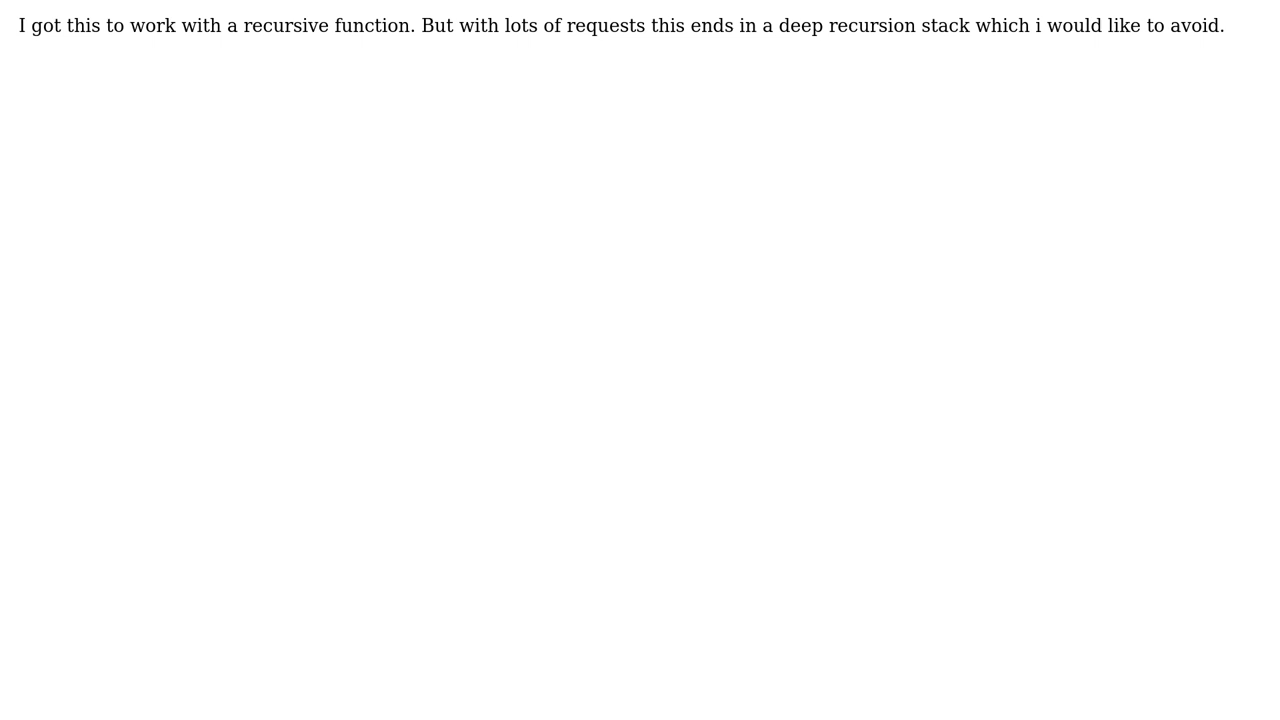 I got this to work with a recursive function. But with lots of requests this ends in a deep recursion stack which i would like to avoid.